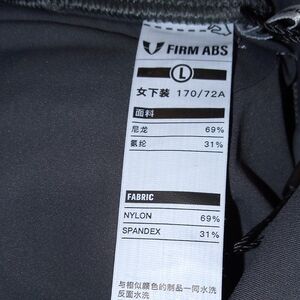 FIRM ABS
L
女下装 170/72A
面料
尼龙 69%
氨纶 31%
FABRIC
NYLON 69%
SPANDEX 31%
与相似颜色的制品一同水洗
反面水洗